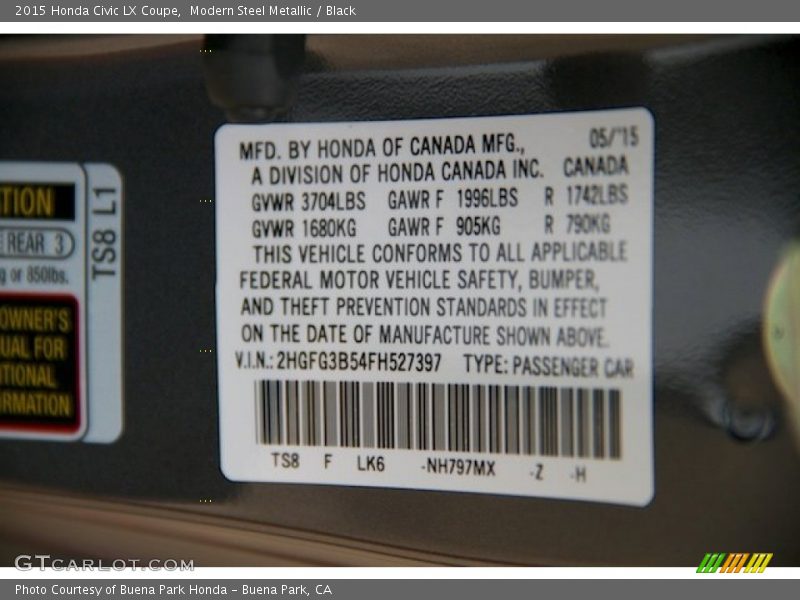 2015 Honda Civic LX Coupe,  Modern Steel Metallic / Black
TION
REAR 3
or 850lbs.
OWNER'S
UAL FOR
TIONAL
RMATION
TS8 L1
MFD. BY HONDA OF CANADA MFG., 05/'15
A DIVISION OF HONDA CANADA INC. CANADA
GVWR 3704LBS GAWR F 1996LBS R 1742LBS
GVWR 1680KG GAWR F 905KG R 790KG
THIS VEHICLE CONFORMS TO ALL APPLICABLE
FEDERAL MOTOR VEHICLE SAFETY, BUMPER,
AND THEFT PREVENTION STANDARDS IN EFFECT
ON THE DATE OF MANUFACTURE SHOWN ABOVE.
V.I.N.: 2HGFG3B54FH527397 TYPE: PASSENGER CAR
TS8 F LK6 -NH797MX -Z -H
GTCARLOT.COM
Photo Courtesy of Buena Park Honda - Buena Park, CA